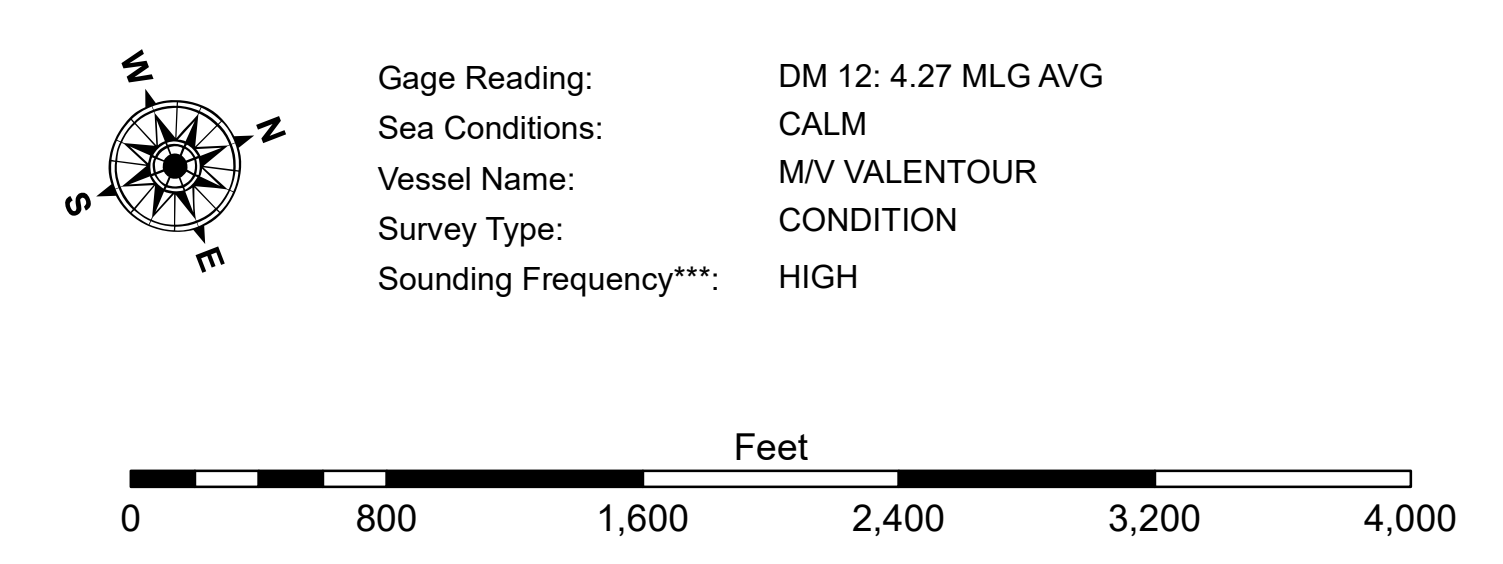 W
N
S
E
Gage Reading: DM 12: 4.27 MLG AVG
Sea Conditions: CALM
Vessel Name: M/V VALENTOUR
Survey Type: CONDITION
Sounding Frequency***: HIGH
Feet
0 800 1,600 2,400 3,200 4,000